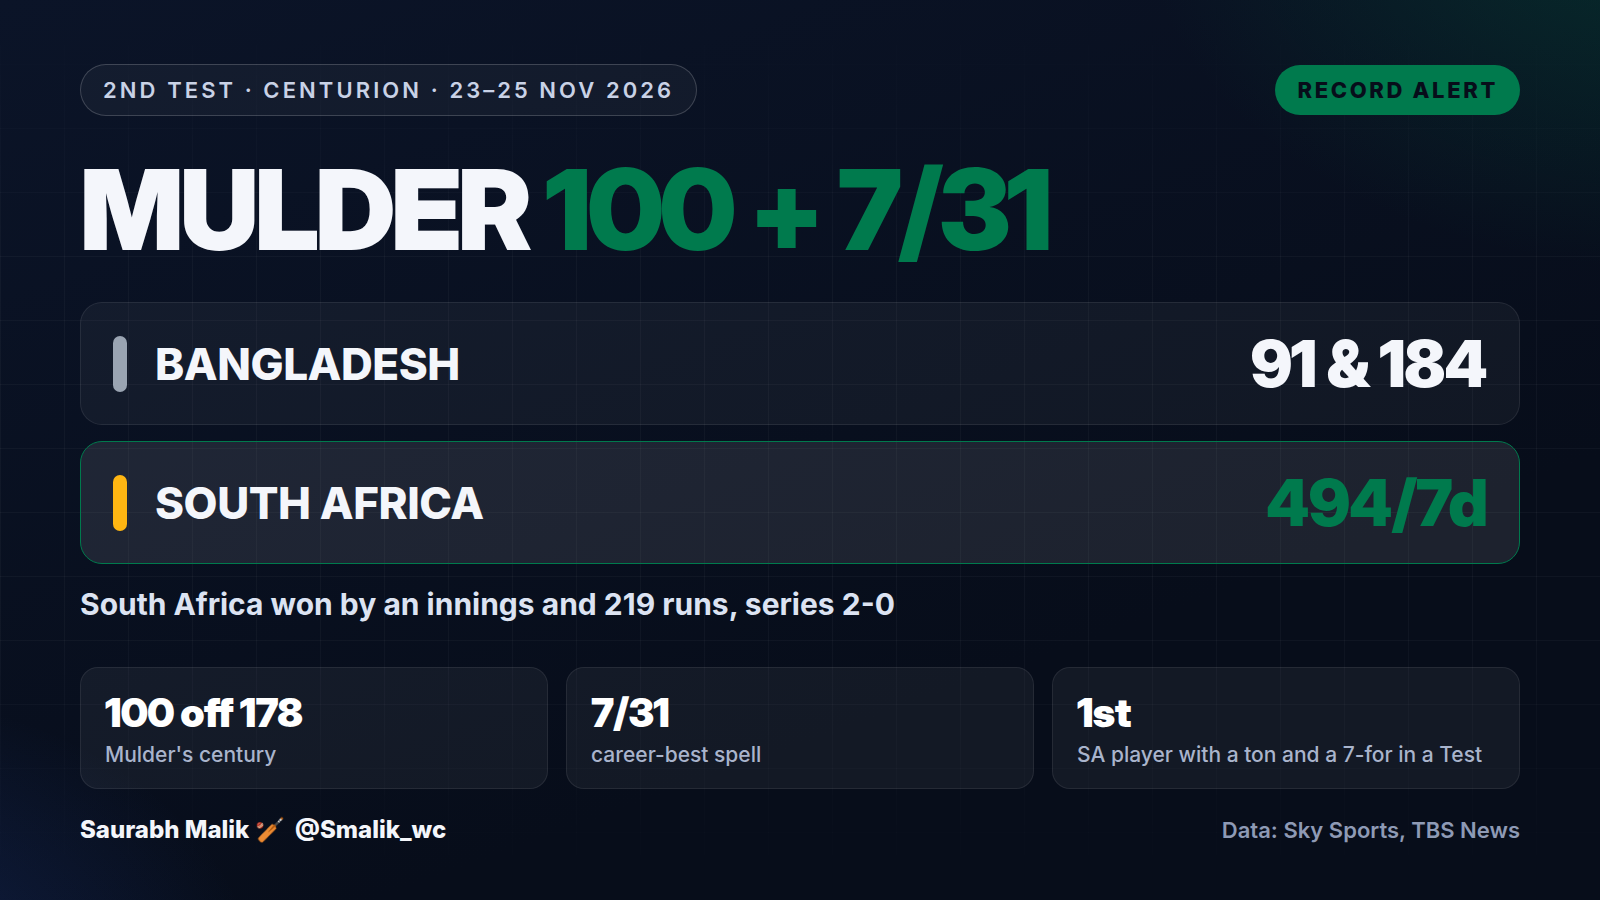 2ND TEST · CENTURION · 23–25 NOV 2026
RECORD ALERT
MULDER 100 + 7/31
BANGLADESH 91 & 184
SOUTH AFRICA 494/7d
South Africa won by an innings and 219 runs, series 2-0
100 off 178
Mulder's century
7/31
career-best spell
1st
SA player with a ton and a 7-for in a Test
Saurabh Malik 🏏 @Smalik_wc
Data: Sky Sports, TBS News